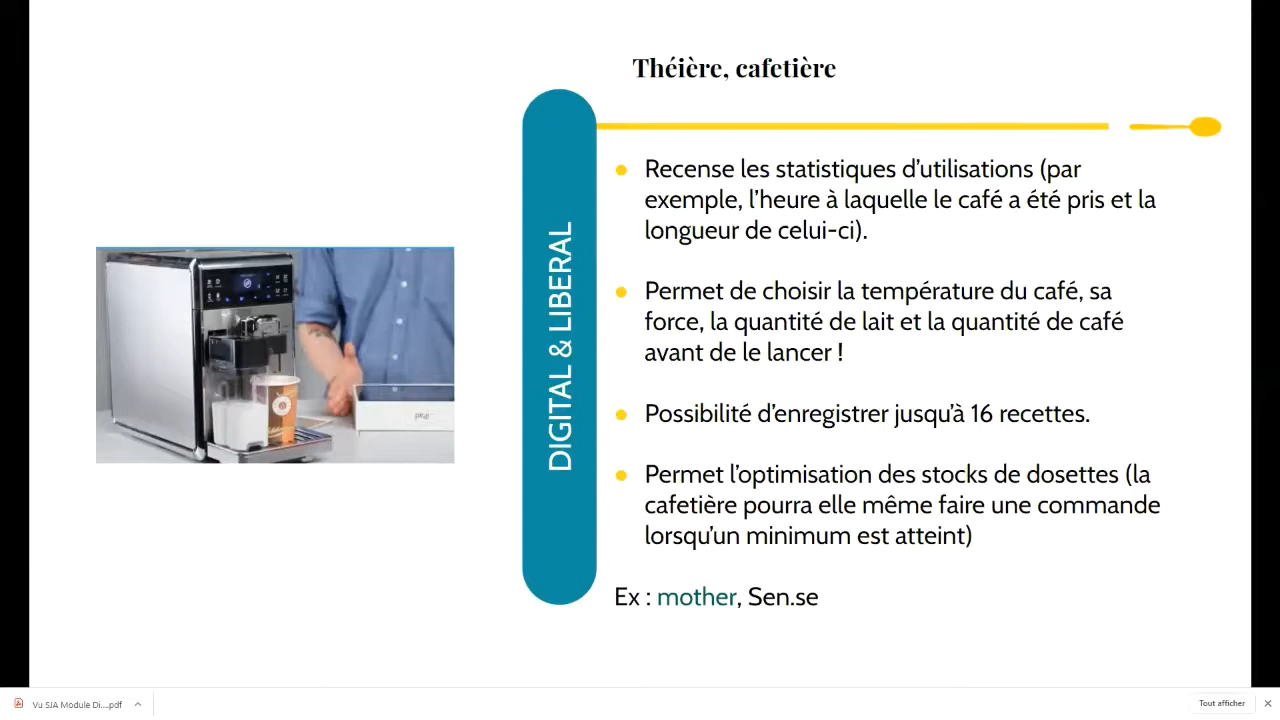 Théière, cafetière
DIGITAL & LIBERAL
Recense les statistiques d'utilisations (par
exemple, l'heure à laquelle le café a été pris et la
longueur de celui-ci).
Permet de choisir la température du café, sa
force, la quantité de lait et la quantité de café
avant de le lancer !
Possibilité d'enregistrer jusqu'à 16 recettes.
Permet l'optimisation des stocks de dosettes (la
cafetière pourra elle même faire une commande
lorsqu'un minimum est atteint)
Ex : mother, Sen.se
Vu SJA Module Di....pdf
Tout afficher